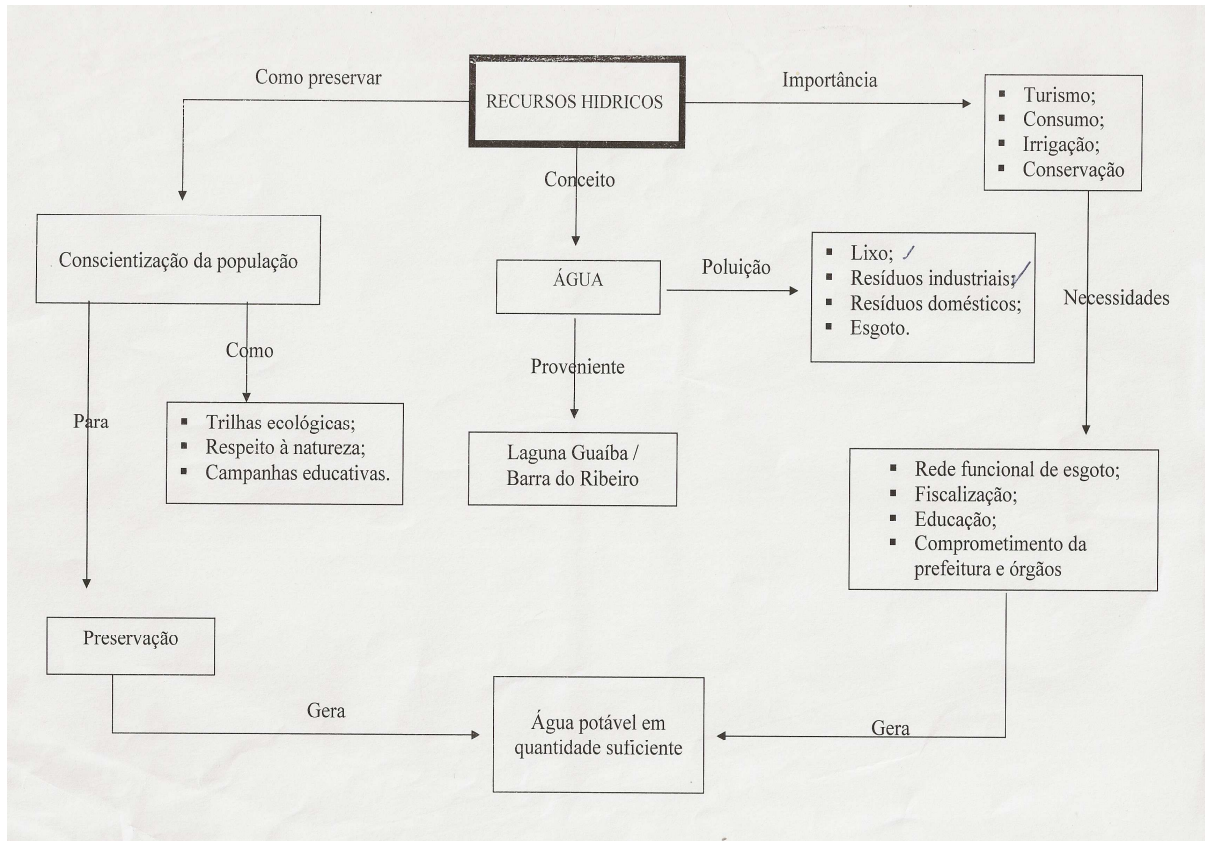 Como preservar
RECURSOS HIDRICOS
Importância
▪ Turismo;
▪ Consumo;
▪ Irrigação;
▪ Conservação
Conceito
Conscientização da população
ÁGUA
Poluição
▪ Lixo;
▪ Resíduos industriais;
▪ Resíduos domésticos;
▪ Esgoto.
Necessidades
Como
Proveniente
Para
▪ Trilhas ecológicas;
▪ Respeito à natureza;
▪ Campanhas educativas.
Laguna Guaíba /
Barra do Ribeiro
▪ Rede funcional de esgoto;
▪ Fiscalização;
▪ Educação;
▪ Comprometimento da
prefeitura e órgãos
Preservação
Gera
Água potável em
quantidade suficiente
Gera